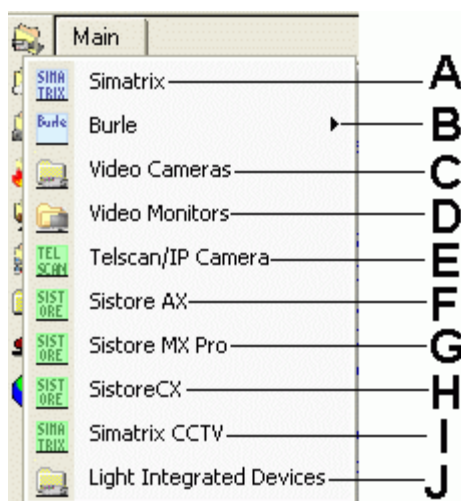 Main
SIMA TRIX Simatrix A
Burle Burle B
Video Cameras C
Video Monitors D
TEL SCAN Telscan/IP Camera E
SIST ORE Sistore AX F
SIST ORE Sistore MX Pro G
SIST ORE SistoreCX H
SIMA TRIX Simatrix CCTV I
Light Integrated Devices J